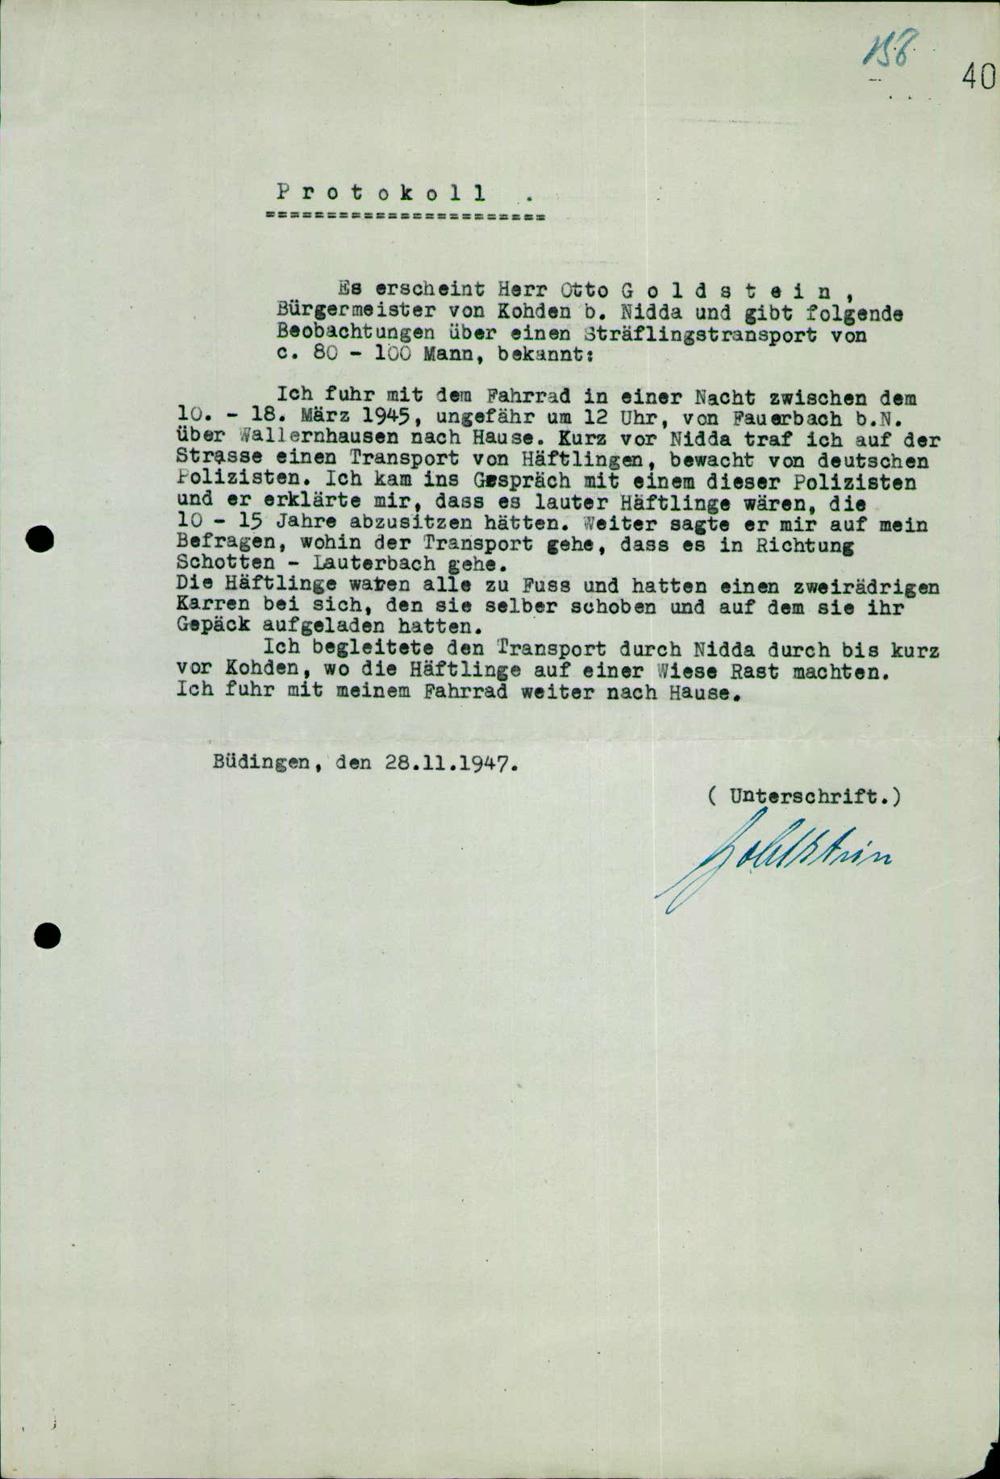 158
40
P r o t o k o l l .
=======================
Es erscheint Herr Otto G o l d s t e i n ,
Bürgermeister von Kohden b. Nidda und gibt folgende
Beobachtungen über einen Sträflingstransport von
c. 80 - 100 Mann, bekannt:
Ich fuhr mit dem Fahrrad in einer Nacht zwischen dem
10. - 18. März 1945, ungefähr um 12 Uhr, von Fauerbach b.N.
über Wallernhausen nach Hause. Kurz vor Nidda traf ich auf der
Strasse einen Transport von Häftlingen, bewacht von deutschen
Polizisten. Ich kam ins Gespräch mit einem dieser Polizisten
und er erklärte mir, dass es lauter Häftlinge wären, die
10 - 15 Jahre abzusitzen hätten. Weiter sagte er mir auf mein
Befragen, wohin der Transport gehe, dass es in Richtung
Schotten - Lauterbach gehe.
Die Häftlinge waren alle zu Fuss und hatten einen zweirädrigen
Karren bei sich, den sie selber schoben und auf dem sie ihr
Gepäck aufgeladen hatten.
Ich begleitete den Transport durch Nidda durch bis kurz
vor Kohden, wo die Häftlinge auf einer Wiese Rast machten.
Ich fuhr mit meinem Fahrrad weiter nach Hause.
Büdingen, den 28.11.1947.
( Unterschrift.)
Goldstein